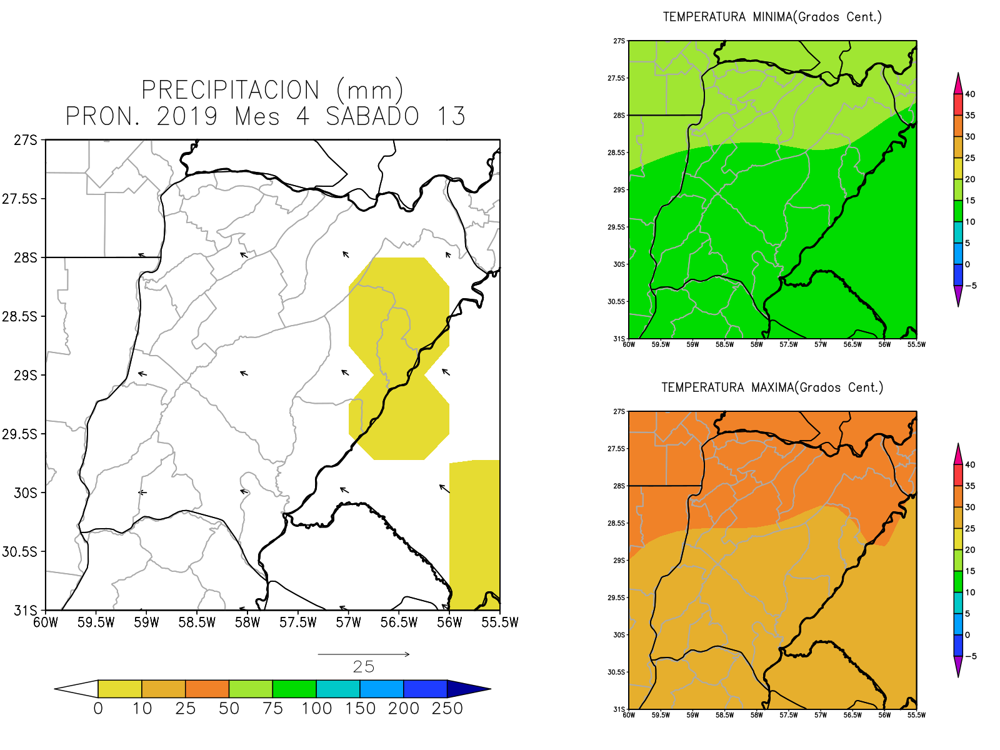 PRECIPITACION (mm)
PRON. 2019 Mes 4 SABADO 13
27S
27.5S
28S
28.5S
29S
29.5S
30S
30.5S
31S
60W 59.5W 59W 58.5W 58W 57.5W 57W 56.5W 56W 55.5W
25
0 10 25 50 75 100 150 200 250
TEMPERATURA MINIMA(Grados Cent.)
27S
27.5S
28S
28.5S
29S
29.5S
30S
30.5S
31S
60W 59.5W 59W 58.5W 58W 57.5W 57W 56.5W 56W 55.5W
40
35
30
25
20
15
10
5
0
-5
TEMPERATURA MAXIMA(Grados Cent.)
27S
27.5S
28S
28.5S
29S
29.5S
30S
30.5S
31S
60W 59.5W 59W 58.5W 58W 57.5W 57W 56.5W 56W 55.5W
40
35
30
25
20
15
10
5
0
-5